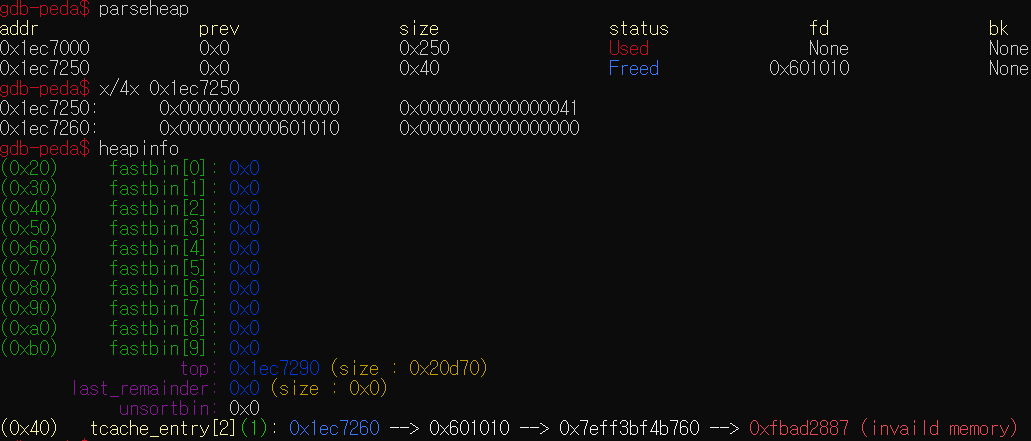 gdb-peda$ parseheap
addr prev size status fd bk
0x1ec7000 0x0 0x250 Used None None
0x1ec7250 0x0 0x40 Freed 0x601010 None
gdb-peda$ x/4x 0x1ec7250
0x1ec7250: 0x0000000000000000 0x0000000000000041
0x1ec7260: 0x0000000000601010 0x0000000000000000
gdb-peda$ heapinfo
(0x20) fastbin[0]: 0x0
(0x30) fastbin[1]: 0x0
(0x40) fastbin[2]: 0x0
(0x50) fastbin[3]: 0x0
(0x60) fastbin[4]: 0x0
(0x70) fastbin[5]: 0x0
(0x80) fastbin[6]: 0x0
(0x90) fastbin[7]: 0x0
(0xa0) fastbin[8]: 0x0
(0xb0) fastbin[9]: 0x0
top: 0x1ec7290 (size : 0x20d70)
last_remainder: 0x0 (size : 0x0)
unsortbin: 0x0
(0x40) tcache_entry[2](1): 0x1ec7260 --> 0x601010 --> 0x7eff3bf4b760 --> 0xfbad2887 (invaild memory)